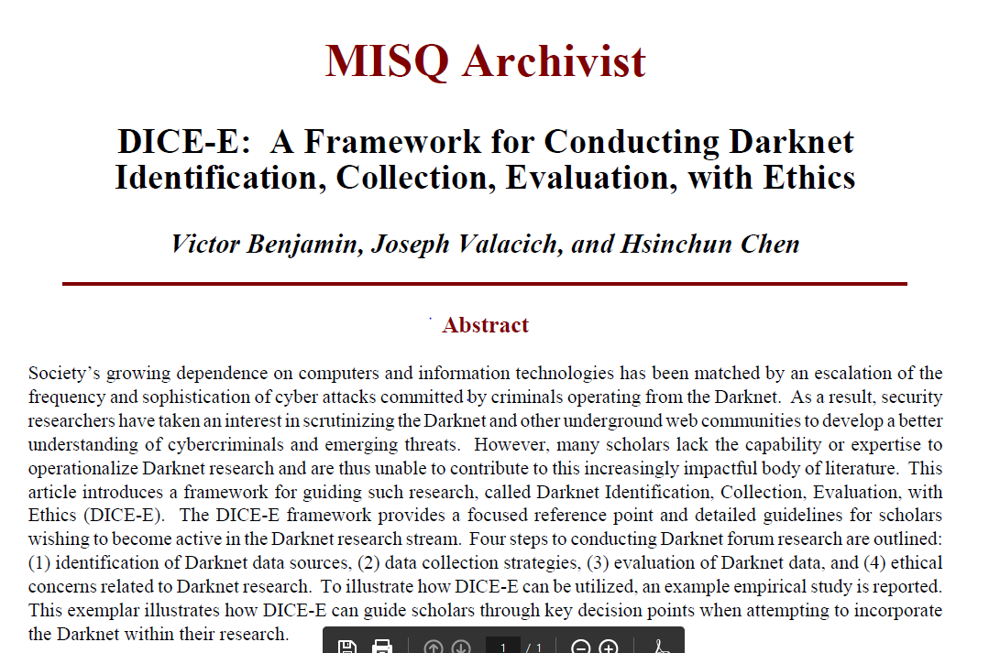 MISQ Archivist
DICE-E: A Framework for Conducting Darknet
Identification, Collection, Evaluation, with Ethics
Victor Benjamin, Joseph Valacich, and Hsinchun Chen
Abstract
Society’s growing dependence on computers and information technologies has been matched by an escalation of the
frequency and sophistication of cyber attacks committed by criminals operating from the Darknet. As a result, security
researchers have taken an interest in scrutinizing the Darknet and other underground web communities to develop a better
understanding of cybercriminals and emerging threats. However, many scholars lack the capability or expertise to
operationalize Darknet research and are thus unable to contribute to this increasingly impactful body of literature. This
article introduces a framework for guiding such research, called Darknet Identification, Collection, Evaluation, with
Ethics (DICE-E). The DICE-E framework provides a focused reference point and detailed guidelines for scholars
wishing to become active in the Darknet research stream. Four steps to conducting Darknet forum research are outlined:
(1) identification of Darknet data sources, (2) data collection strategies, (3) evaluation of Darknet data, and (4) ethical
concerns related to Darknet research. To illustrate how DICE-E can be utilized, an example empirical study is reported.
This exemplar illustrates how DICE-E can guide scholars through key decision points when attempting to incorporate
the Darknet within their research.
1 / 1